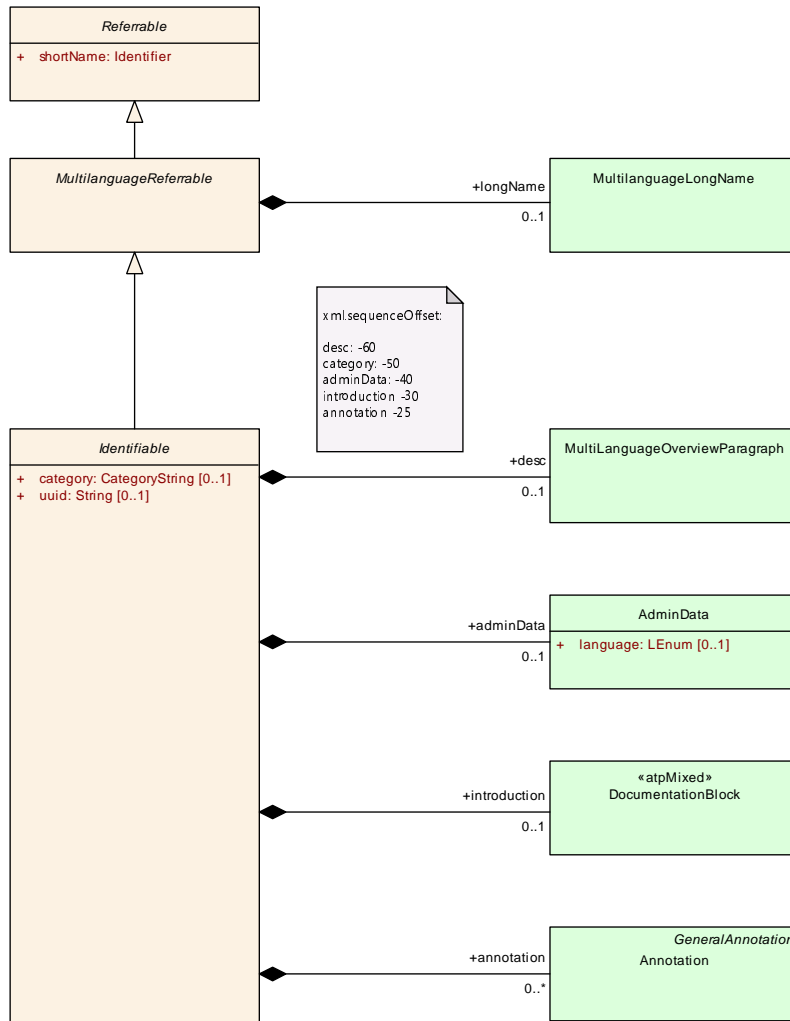 Referrable
+ shortName: Identifier
MultilanguageReferrable
+longName
0..1
MultilanguageLongName
xml.sequenceOffset:
desc: -60
category: -50
adminData: -40
introduction -30
annotation -25
Identifiable
+ category: CategoryString [0..1]
+ uuid: String [0..1]
+desc
0..1
MultiLanguageOverviewParagraph
+adminData
0..1
AdminData
+ language: LEnum [0..1]
+introduction
0..1
«atpMixed»
DocumentationBlock
+annotation
0..*
GeneralAnnotation
Annotation